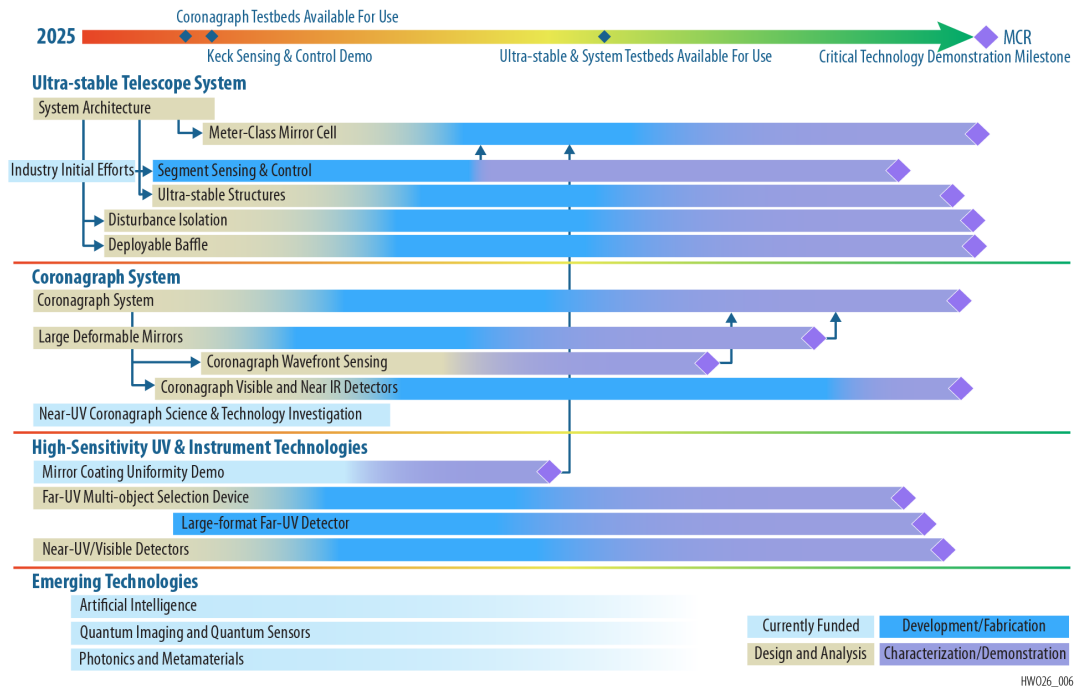 Coronagraph Testbeds Available For Use
2025
MCR
Keck Sensing & Control Demo
Ultra-stable & System Testbeds Available For Use
Critical Technology Demonstration Milestone
Ultra-stable Telescope System
System Architecture
Meter-Class Mirror Cell
Industry Initial Efforts
Segment Sensing & Control
Ultra-stable Structures
Disturbance Isolation
Deployable Baffle
Coronagraph System
Coronagraph System
Large Deformable Mirrors
Coronagraph Wavefront Sensing
Coronagraph Visible and Near IR Detectors
Near-UV Coronagraph Science & Technology Investigation
High-Sensitivity UV & Instrument Technologies
Mirror Coating Uniformity Demo
Far-UV Multi-object Selection Device
Large-format Far-UV Detector
Near-UV/Visible Detectors
Emerging Technologies
Artificial Intelligence
Quantum Imaging and Quantum Sensors
Photonics and Metamaterials
Currently Funded
Development/Fabrication
Design and Analysis
Characterization/Demonstration
HWO26_006